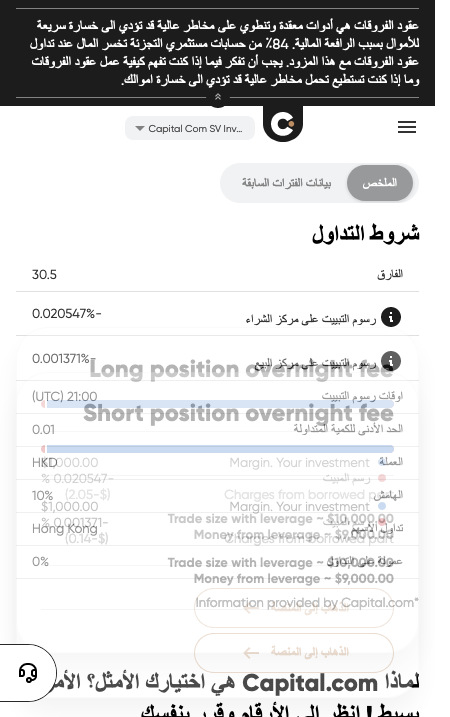 عقود الفروقات هي أدوات معقدة وتنطوي على مخاطر عالية قد تؤدي الى خسارة سريعة
للأموال بسبب الرافعة المالية. 84٪ من حسابات مستثمري التجزئة تخسر المال عند تداول
عقود الفروقات مع هذا المزود. يجب أن تفكر فيما إذا كنت تفهم كيفية عمل عقود الفروقات
وما إذا كنت تستطيع تحمل مخاطر عالية قد تؤدي الى خسارة اموالك.
Capital Com SV Inv...
الملخص
بيانات الفترات السابقة
شروط التداول
الفارق 30.5
رسوم التبييت على مركز الشراء -0.020547%
رسوم التبييت على مركز البيع -0.001371%
Long position overnight fee
اوقات رسوم التبييت 21:00 (UTC)
Short position overnight fee
الحد الأدنى للكمية المتداولة 0.01
العملة HKD
Margin. Your investment $1,000.00
رسم المبيت -0.020547 %
الهامش 10%
Charges from borrowed part (-$2.05)
Margin. Your investment $1,000.00
-0.001371 %
Trade size with leverage ~ $10,000.00
تداول الأسهم Hong Kong
Money from leverage ~ $9,000.00
Charges from borrowed part (-$0.14)
عمولة على التداول 0%
Trade size with leverage ~ $10,000.00
Money from leverage ~ $9,000.00
Information provided by Capital.com*
الذهاب إلى المنصة
الذهاب إلى المنصة
لماذا Capital.com هي اختيارك الأمثل؟ الأمر
بسيط! انظر إلى الأرقام وقرر بنفسك